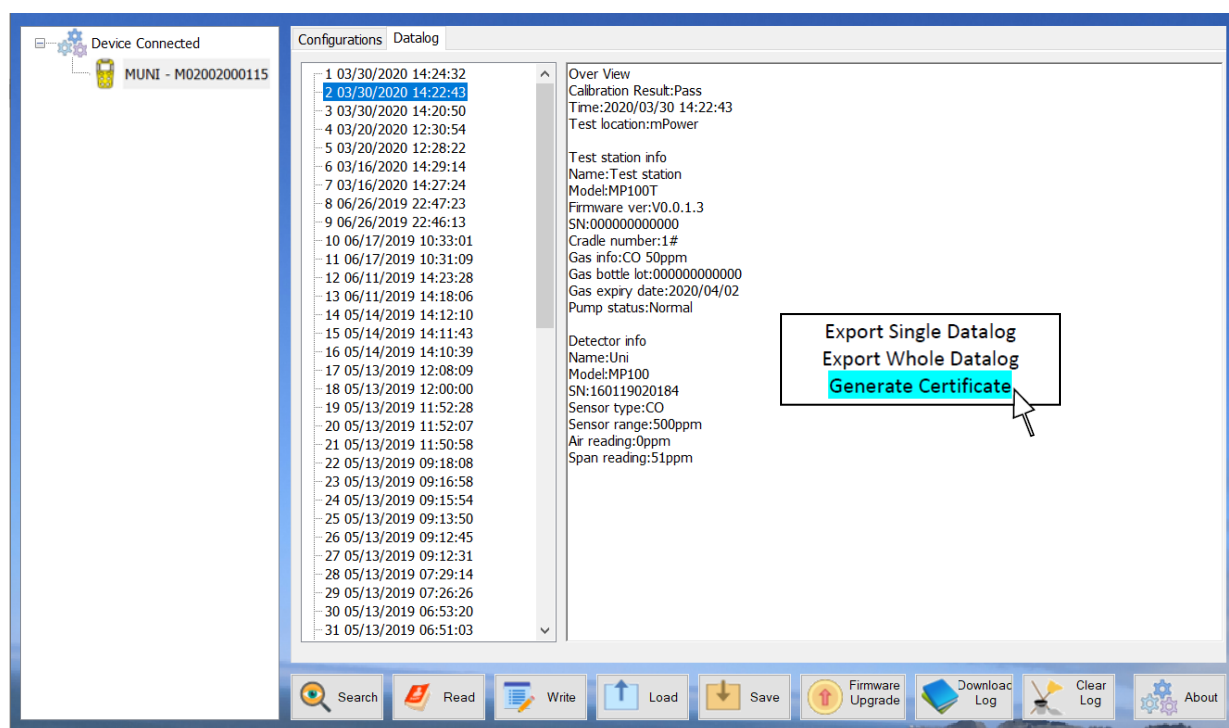 Device Connected
MUNI - M02002000115
Configurations Datalog
1 03/30/2020 14:24:32
2 03/30/2020 14:22:43
3 03/30/2020 14:20:50
4 03/20/2020 12:30:54
5 03/20/2020 12:28:22
6 03/16/2020 14:29:14
7 03/16/2020 14:27:24
8 06/26/2019 22:47:23
9 06/26/2019 22:46:13
10 06/17/2019 10:33:01
11 06/17/2019 10:31:09
12 06/11/2019 14:23:28
13 06/11/2019 14:18:06
14 05/14/2019 14:12:10
15 05/14/2019 14:11:43
16 05/14/2019 14:10:39
17 05/13/2019 12:08:09
18 05/13/2019 12:00:00
19 05/13/2019 11:52:28
20 05/13/2019 11:52:07
21 05/13/2019 11:50:58
22 05/13/2019 09:18:08
23 05/13/2019 09:16:58
24 05/13/2019 09:15:54
25 05/13/2019 09:13:50
26 05/13/2019 09:12:45
27 05/13/2019 09:12:31
28 05/13/2019 07:29:14
29 05/13/2019 07:26:26
30 05/13/2019 06:53:20
31 05/13/2019 06:51:03
Over View
Calibration Result:Pass
Time:2020/03/30 14:22:43
Test location:mPower
Test station info
Name:Test station
Model:MP100T
Firmware ver:V0.0.1.3
SN:000000000000
Cradle number:1#
Gas info:CO 50ppm
Gas bottle lot:000000000000
Gas expiry date:2020/04/02
Pump status:Normal
Detector info
Name:Uni
Model:MP100
SN:160119020184
Sensor type:CO
Sensor range:500ppm
Air reading:0ppm
Span reading:51ppm
Export Single Datalog
Export Whole Datalog
Generate Certificate
Search
Read
Write
Load
Save
Firmware
Upgrade
Downloac
Log
Clear
Log
About